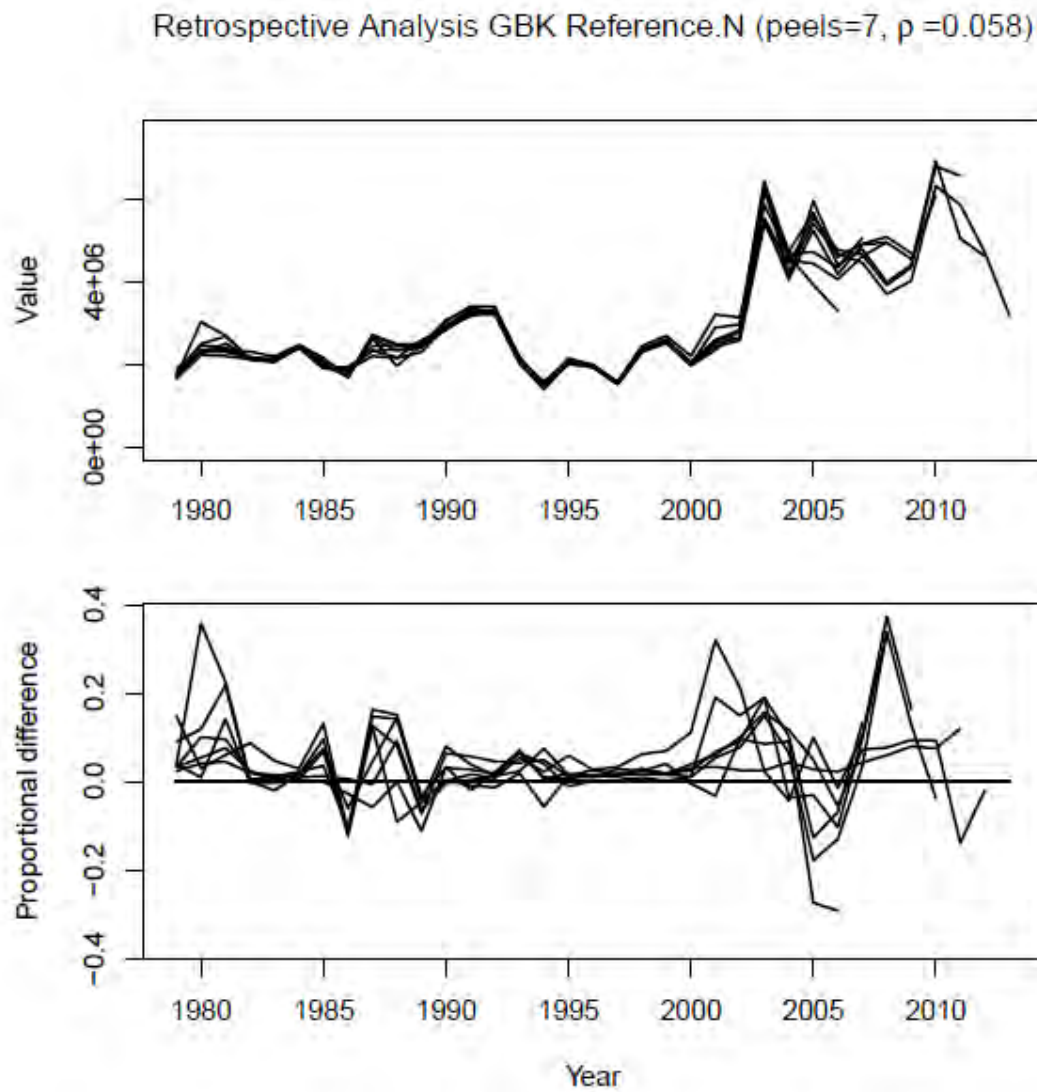 Retrospective Analysis GBK Reference.N (peels=7, ρ =0.058)
Value
4e+06
0e+00
1980 1985 1990 1995 2000 2005 2010
Proportional difference
0.4
0.2
0.0
−0.2
−0.4
1980 1985 1990 1995 2000 2005 2010
Year